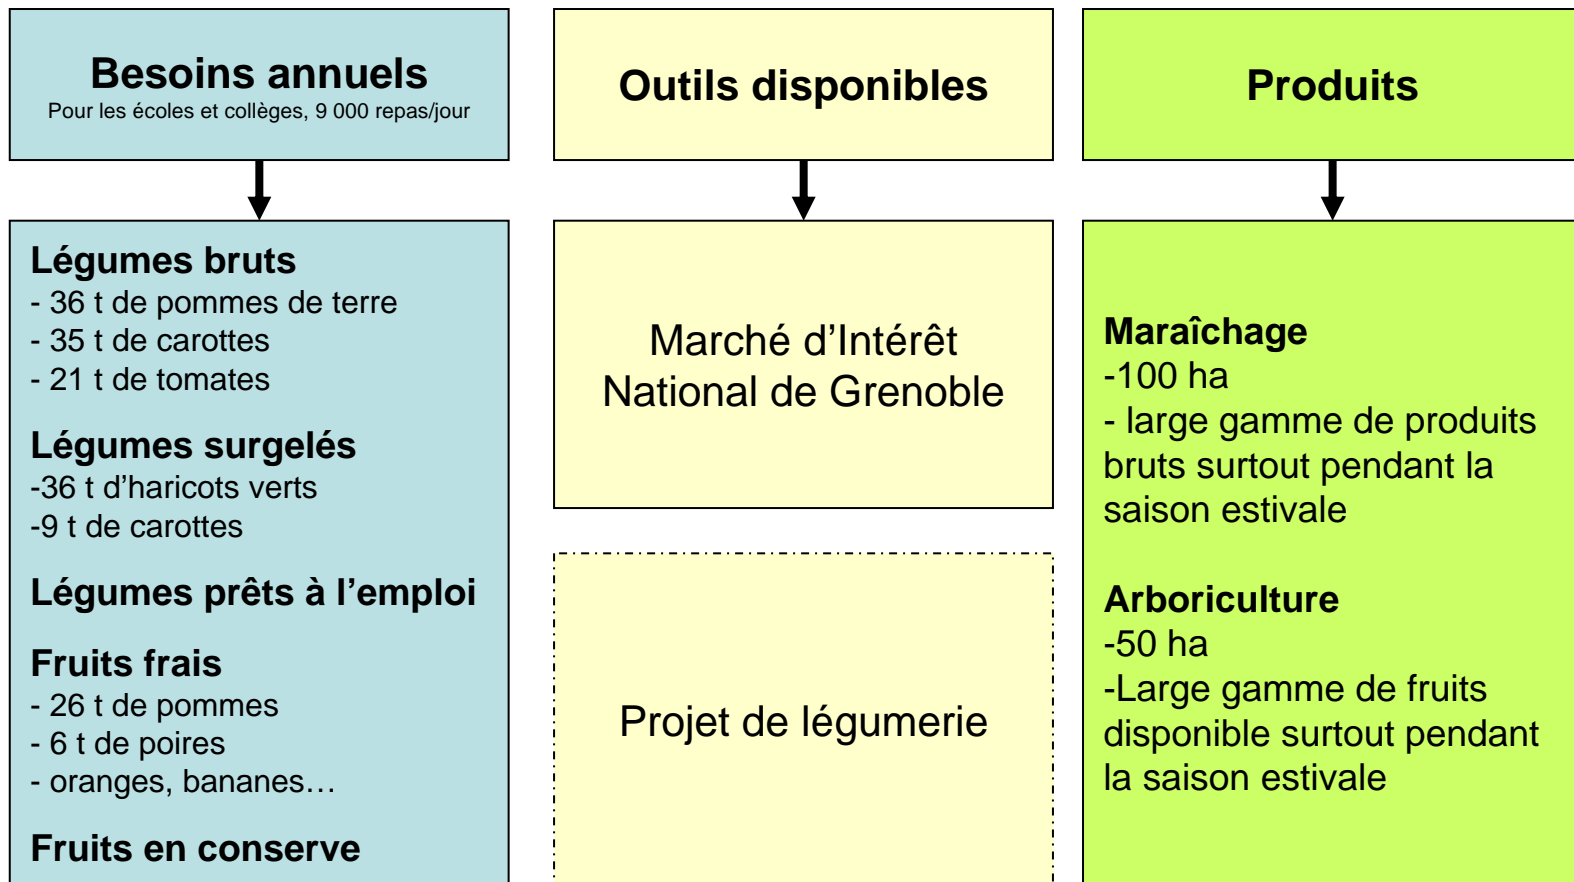 Besoins annuels
Pour les écoles et collèges, 9 000 repas/jour
Légumes bruts
- 36 t de pommes de terre
- 35 t de carottes
- 21 t de tomates
Légumes surgelés
-36 t d’haricots verts
-9 t de carottes
Légumes prêts à l’emploi
Fruits frais
- 26 t de pommes
- 6 t de poires
- oranges, bananes…
Fruits en conserve
Outils disponibles
Marché d’Intérêt
National de Grenoble
Projet de légumerie
Produits
Maraîchage
-100 ha
- large gamme de produits
bruts surtout pendant la
saison estivale
Arboriculture
-50 ha
-Large gamme de fruits
disponible surtout pendant
la saison estivale